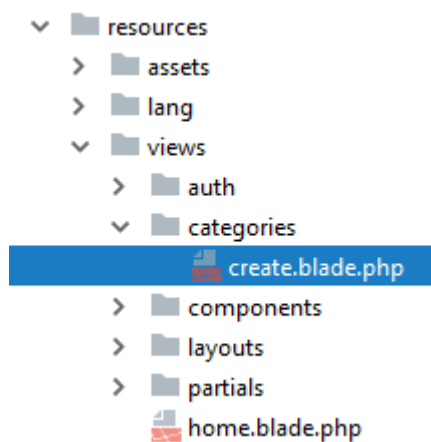 resources
assets
lang
views
auth
categories
create.blade.php
components
layouts
partials
home.blade.php